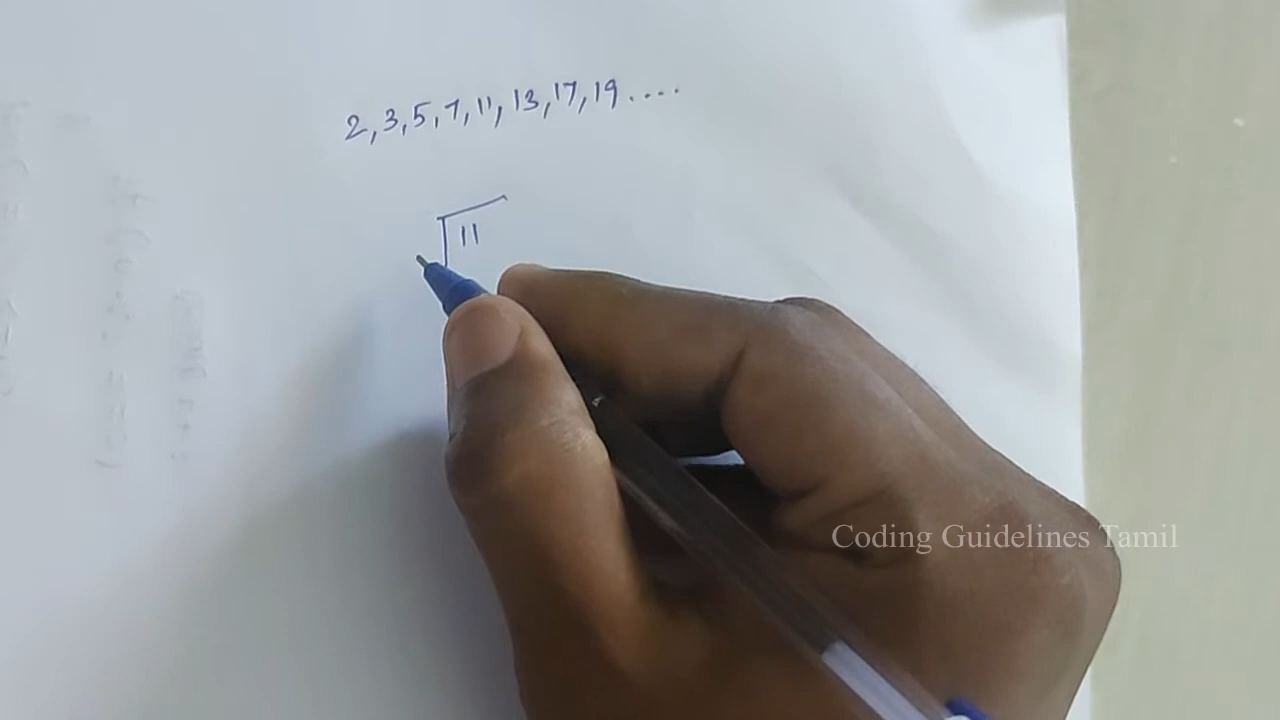 2, 3, 5, 7, 11, 13, 17, 19 ....
11
Coding Guidelines Tamil